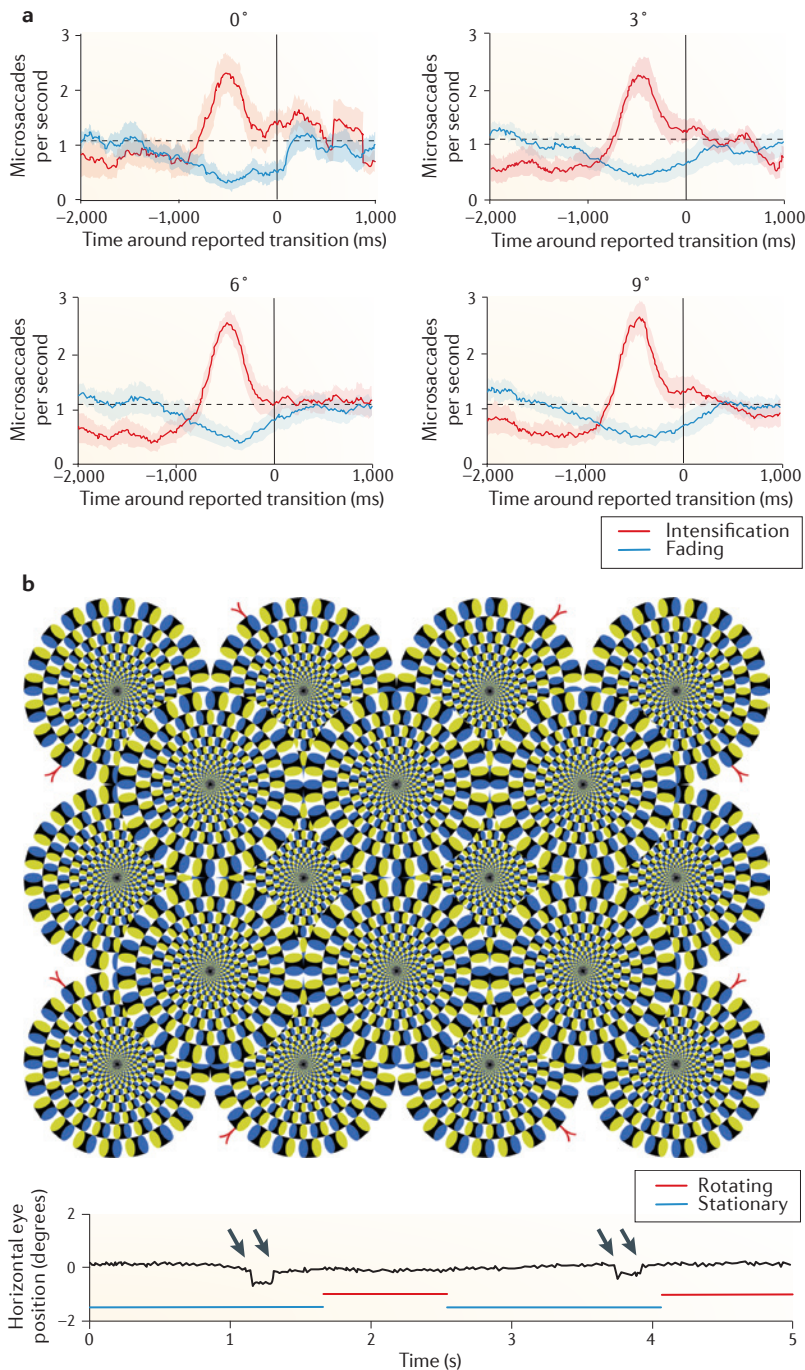 a
0°
3°
Microsaccades
per second
3
2
1
0
−2,000
−1,000
0
1,000
Time around reported transition (ms)
Microsaccades
per second
3
2
1
0
−2,000
−1,000
0
1,000
Time around reported transition (ms)
6°
9°
Microsaccades
per second
3
2
1
0
−2,000
−1,000
0
1,000
Time around reported transition (ms)
Microsaccades
per second
3
2
1
0
−2,000
−1,000
0
1,000
Time around reported transition (ms)
Intensification
Fading
b
Rotating
Stationary
Horizontal eye
position (degrees)
2
0
−2
0
1
2
3
4
5
Time (s)